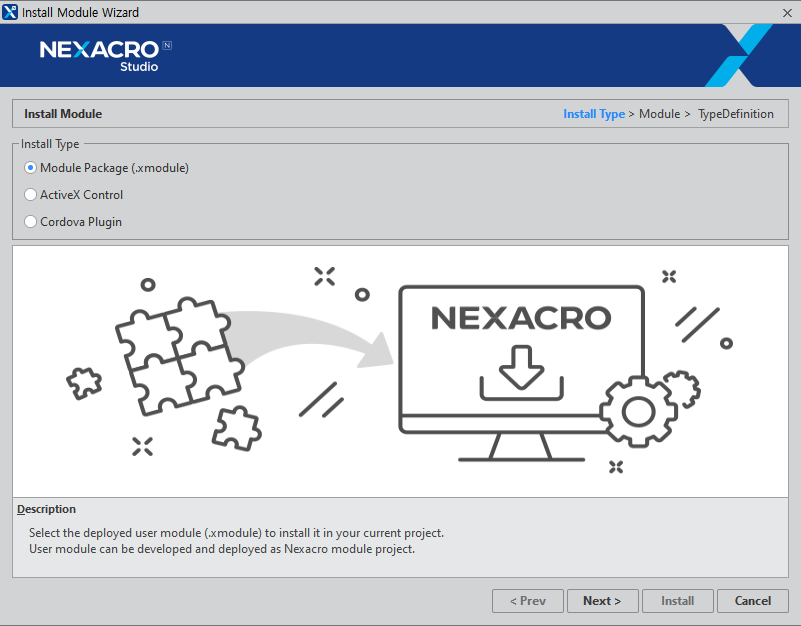 Install Module Wizard
NEXACRO N
Studio
Install Module
Install Type > Module > TypeDefinition
Install Type
Module Package (.xmodule)
ActiveX Control
Cordova Plugin
NEXACRO
Description
Select the deployed user module (.xmodule) to install it in your current project.
User module can be developed and deployed as Nexacro module project.
< Prev
Next >
Install
Cancel